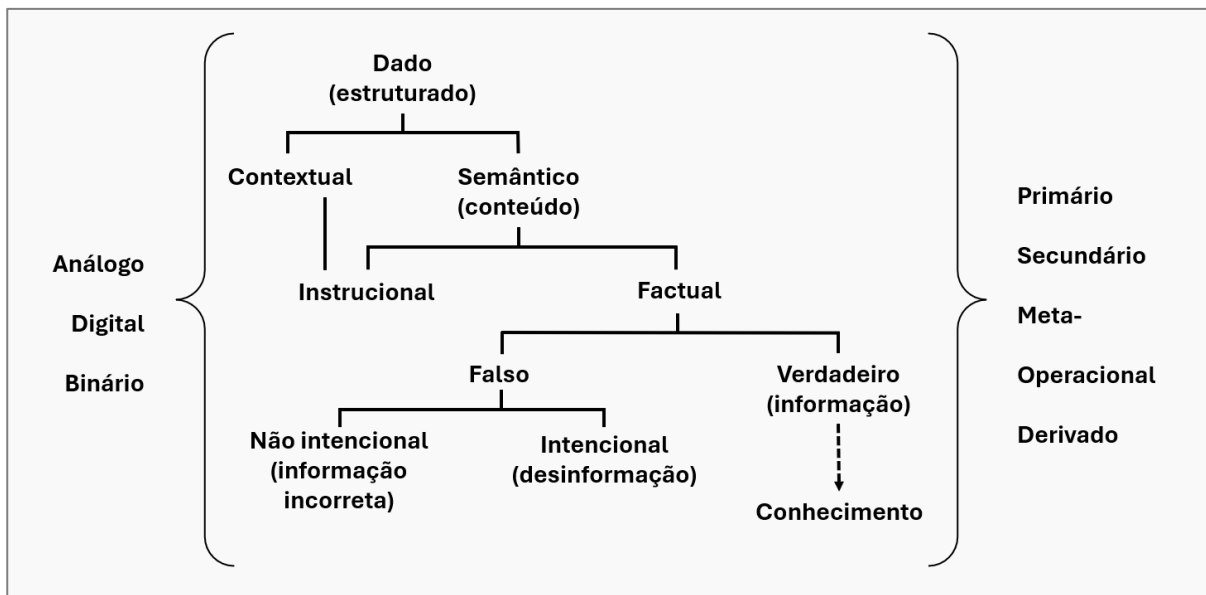 Dado
(estruturado)
Contextual
Semântico
(conteúdo)
Instrucional
Factual
Falso
Verdadeiro
(informação)
Não intencional
(informação
incorreta)
Intencional
(desinformação)
Conhecimento
Análogo
Digital
Binário
Primário
Secundário
Meta-
Operacional
Derivado